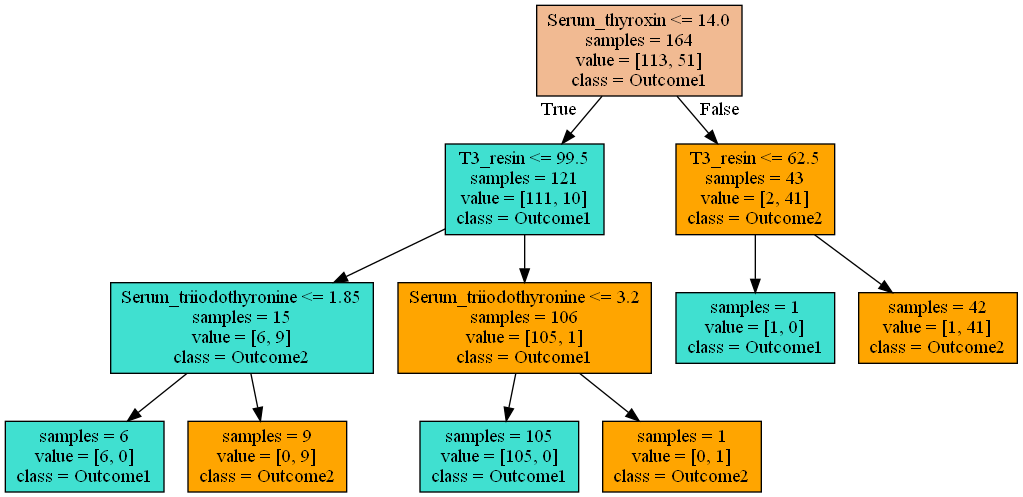 Serum_thyroxin <= 14.0
samples = 164
value = [113, 51]
class = Outcome1
True
False
T3_resin <= 99.5
samples = 121
value = [111, 10]
class = Outcome1
T3_resin <= 62.5
samples = 43
value = [2, 41]
class = Outcome2
Serum_triiodothyronine <= 1.85
samples = 15
value = [6, 9]
class = Outcome2
Serum_triiodothyronine <= 3.2
samples = 106
value = [105, 1]
class = Outcome1
samples = 1
value = [1, 0]
class = Outcome1
samples = 42
value = [1, 41]
class = Outcome2
samples = 6
value = [6, 0]
class = Outcome1
samples = 9
value = [0, 9]
class = Outcome2
samples = 105
value = [105, 0]
class = Outcome1
samples = 1
value = [0, 1]
class = Outcome2